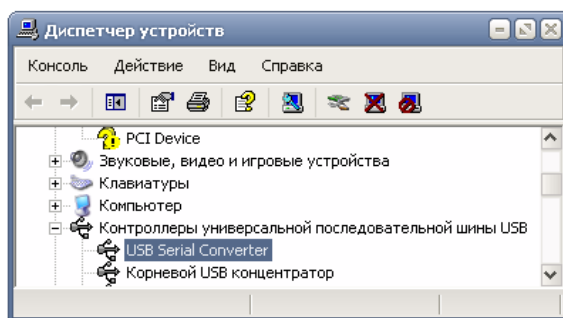 Диспетчер устройств
Консоль Действие Вид Справка
PCI Device
Звуковые, видео и игровые устройства
Клавиатуры
Компьютер
Контроллеры универсальной последовательной шины USB
USB Serial Converter
Корневой USB концентратор